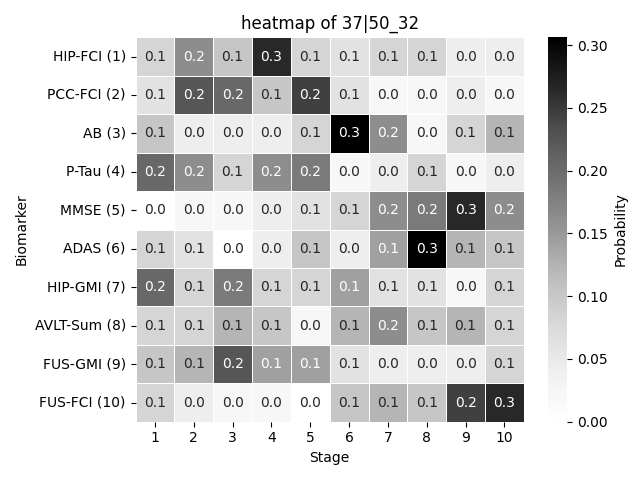 heatmap of 37|50_32
HIP-FCI (1) 0.1 0.2 0.1 0.3 0.1 0.1 0.1 0.1 0.0 0.0
PCC-FCI (2) 0.1 0.2 0.2 0.1 0.2 0.1 0.0 0.0 0.0 0.0
AB (3) 0.1 0.0 0.0 0.0 0.1 0.3 0.2 0.0 0.1 0.1
P-Tau (4) 0.2 0.2 0.1 0.2 0.2 0.0 0.0 0.1 0.0 0.0
MMSE (5) 0.0 0.0 0.0 0.0 0.1 0.1 0.2 0.2 0.3 0.2
ADAS (6) 0.1 0.1 0.0 0.0 0.1 0.0 0.1 0.3 0.1 0.1
HIP-GMI (7) 0.2 0.1 0.2 0.1 0.1 0.1 0.1 0.1 0.0 0.1
AVLT-Sum (8) 0.1 0.1 0.1 0.1 0.0 0.1 0.2 0.1 0.1 0.1
FUS-GMI (9) 0.1 0.1 0.2 0.1 0.1 0.1 0.0 0.0 0.0 0.1
FUS-FCI (10) 0.1 0.0 0.0 0.0 0.0 0.1 0.1 0.1 0.2 0.3
1 2 3 4 5 6 7 8 9 10
Stage
Biomarker
0.30
0.25
0.20
0.15
0.10
0.05
0.00
Probability